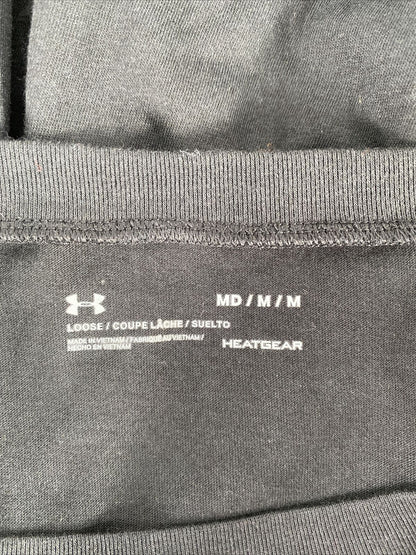 MD / M / M
LOOSE / COUPE LÂCHE / SUELTO
MADE IN VIETNAM / FABRIQUÉ AU VIETNAM /
HECHO EN VIETNAM
HEATGEAR